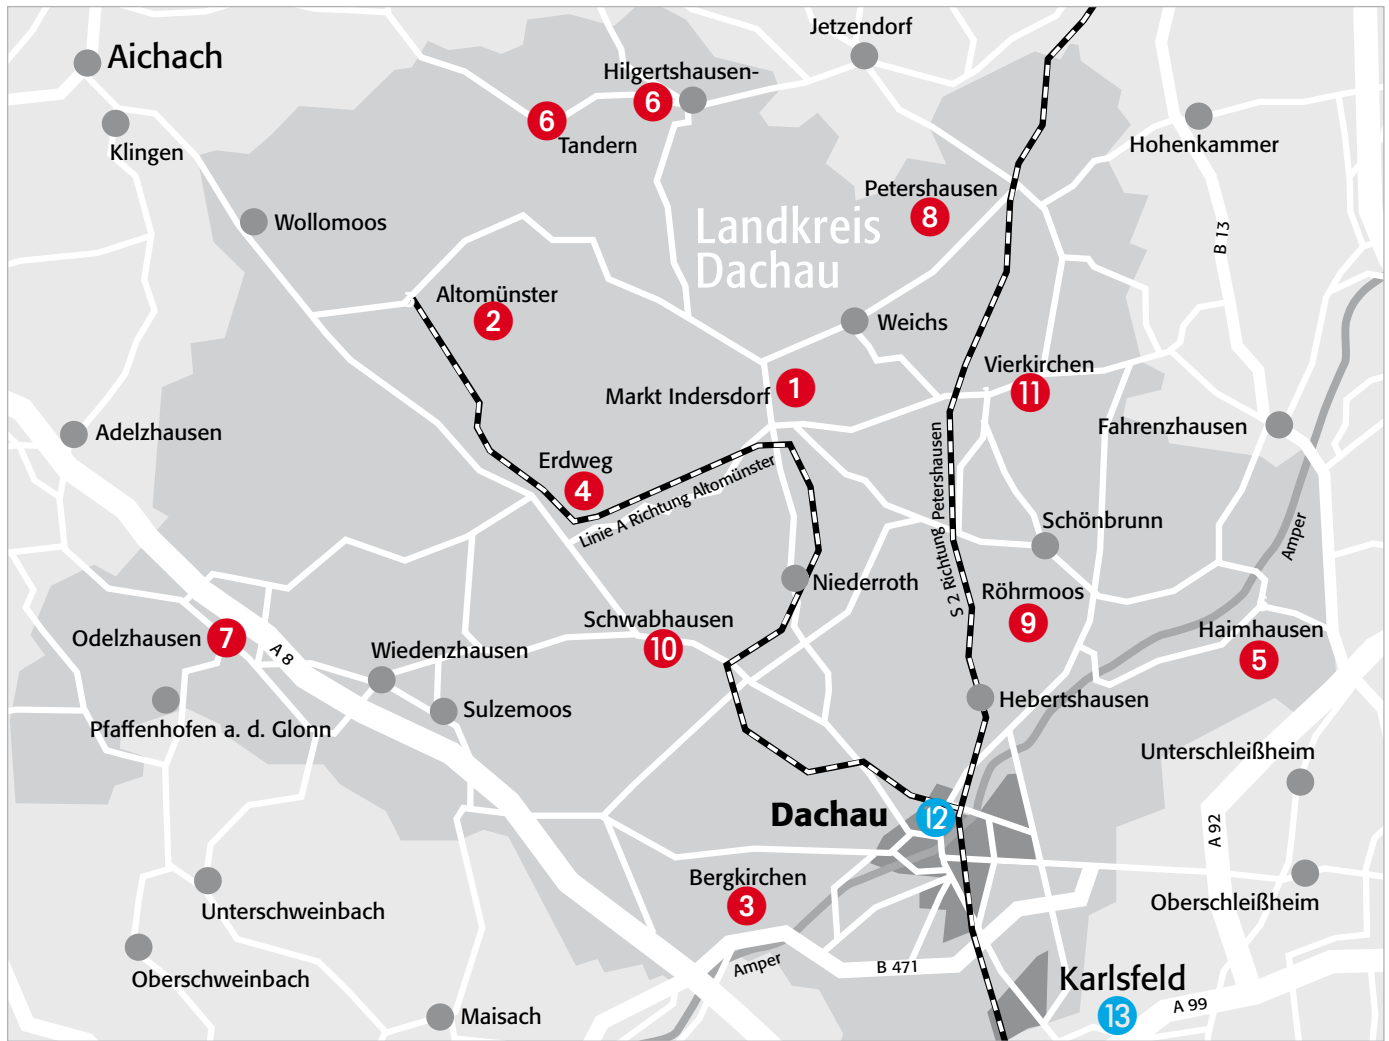 Jetzendorf
Aichach
Hilgertshausen-
6
6
Tandern
Klingen
Hohenkammer
Petershausen
8
Landkreis
Dachau
Wollomoos
B 13
Altomünster
2
Weichs
Vierkirchen
11
Markt Indersdorf
1
Adelzhausen
Fahrenzhausen
Erdweg
4
Linie A Richtung Altomünster
S 2 Richtung Petershausen
Schönbrunn
Amper
Niederroth
Röhrmoos
9
Schwabhausen
10
Haimhausen
5
Odelzhausen
7
A 8
Wiedenzhausen
Hebertshausen
Sulzemoos
Pfaffenhofen a. d. Glonn
Unterschleißheim
Dachau
12
A 92
Bergkirchen
3
Oberschleißheim
Unterschweinbach
Amper
B 471
Oberschweinbach
Karlsfeld
13
A 99
Maisach